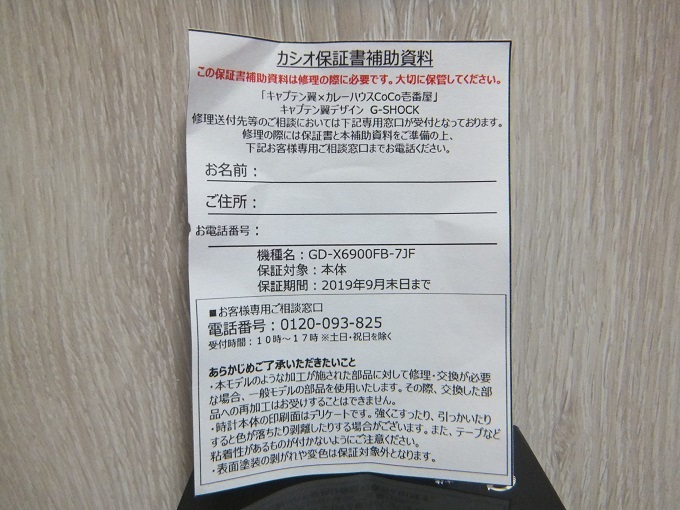 カシオ保証書補助資料
この保証書補助資料は修理の際に必要です。大切に保管してください。
「キャプテン翼×カレーハウスCoCo壱番屋」
キャプテン翼デザイン G-SHOCK
修理送付先等のご相談においては下記専用窓口が受付となっております。
修理の際には保証書と本補助資料をご準備の上、
下記お客様専用ご相談窓口までお電話ください。
お名前：
ご住所：
お電話番号：
機種名：GD-X6900FB-7JF
保証対象：本体
保証期間：2019年9月末日まで
■お客様専用ご相談窓口
電話番号：0120-093-825
受付時間：10時～17時 ※土日・祝日を除く
あらかじめご了承いただきたいこと
・本モデルのような加工が施された部品に対して修理・交換が必要
な場合、一般モデルの部品を使用いたします。その際、交換した部
品への再加工はお受けすることはできません。
・時計本体の印刷面はデリケートです。強くこすったり、引っかいたり
すると色が落ちたり剥離したりする場合がございます。また、テープなど
粘着性があるものが付かないようにご注意ください。
・表面塗装の剥がれや変色は保証対象外となります。